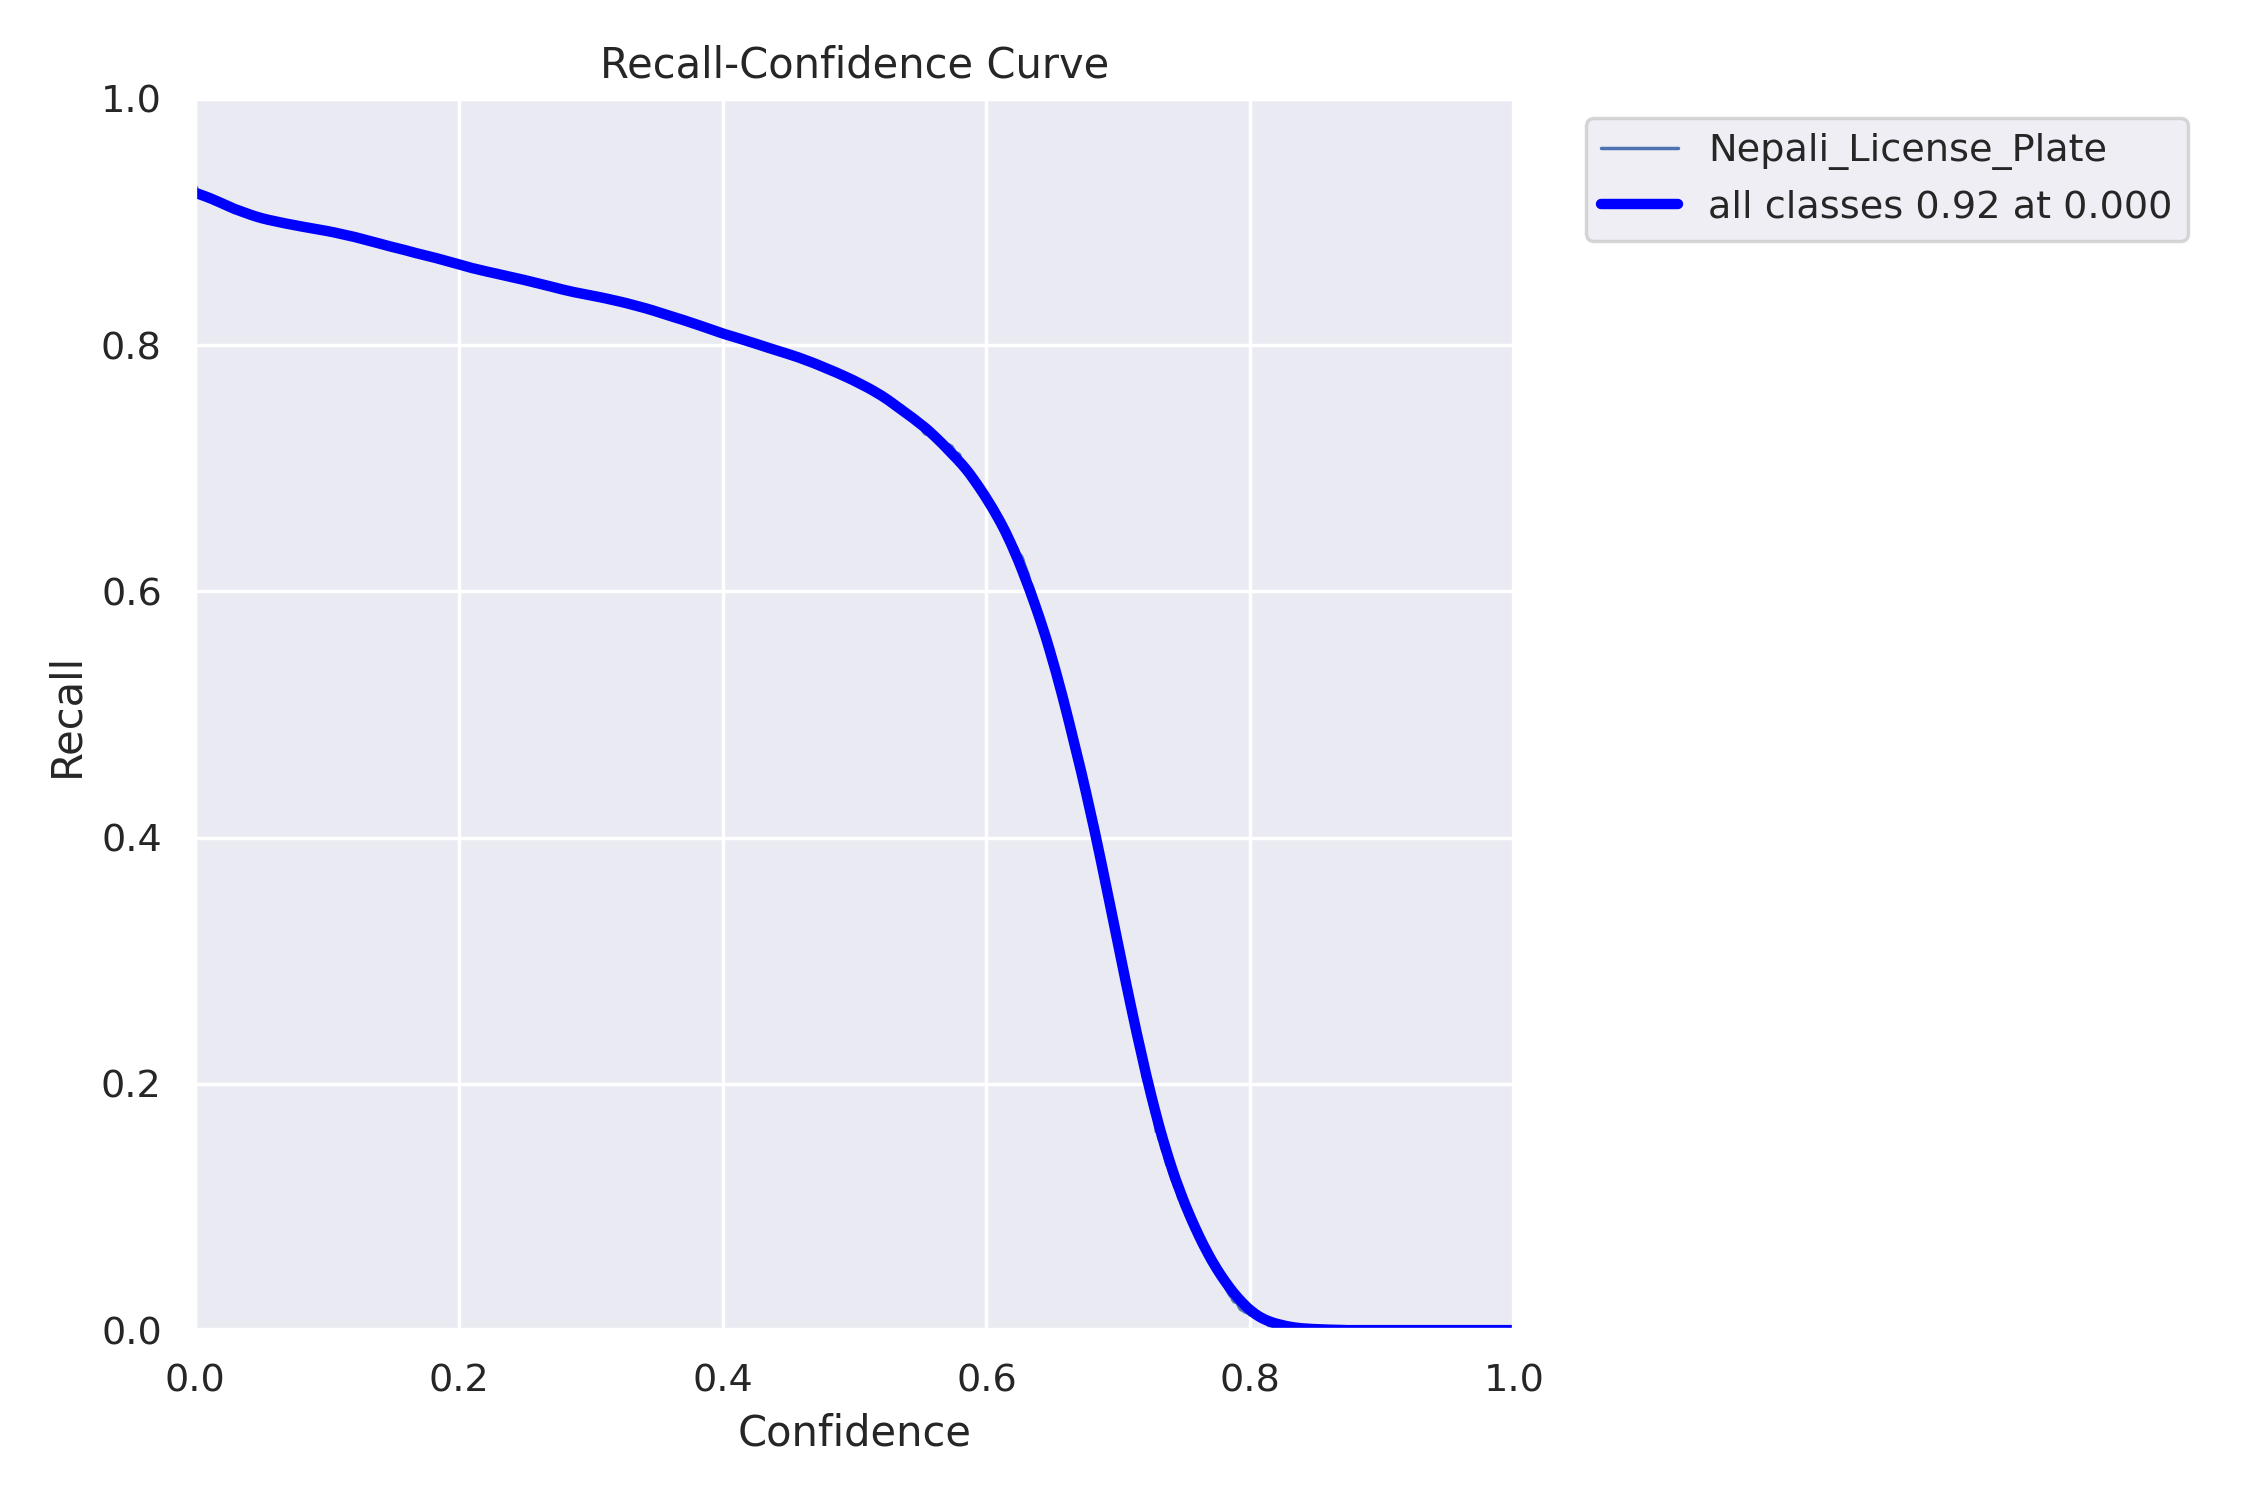 Recall-Confidence Curve
1.0
0.8
0.6
0.4
0.2
0.0
Recall
0.0 0.2 0.4 0.6 0.8 1.0
Confidence
Nepali_License_Plate
all classes 0.92 at 0.000